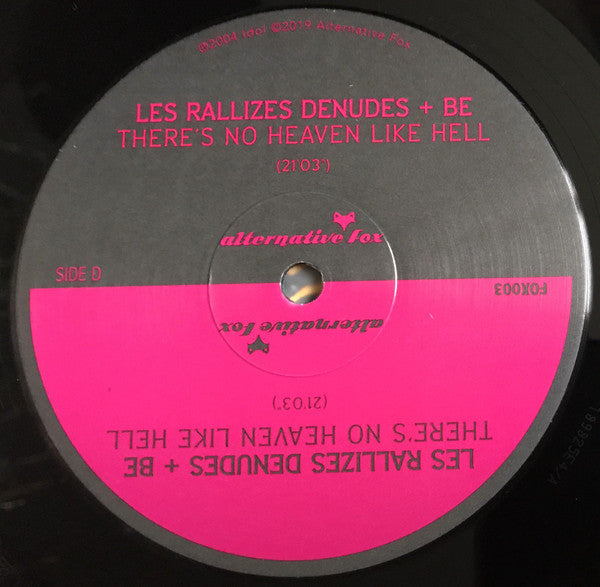 ℗2004 Idol ©2019 Alternative Fox
LES RALLIZES DENUDES + BE
THERE'S NO HEAVEN LIKE HELL
(21'03")
alternative fox
SIDE D
FOX003
alternative fox
(21'03")
THERE'S NO HEAVEN LIKE HELL
LES RALLIZES DENUDES + BE